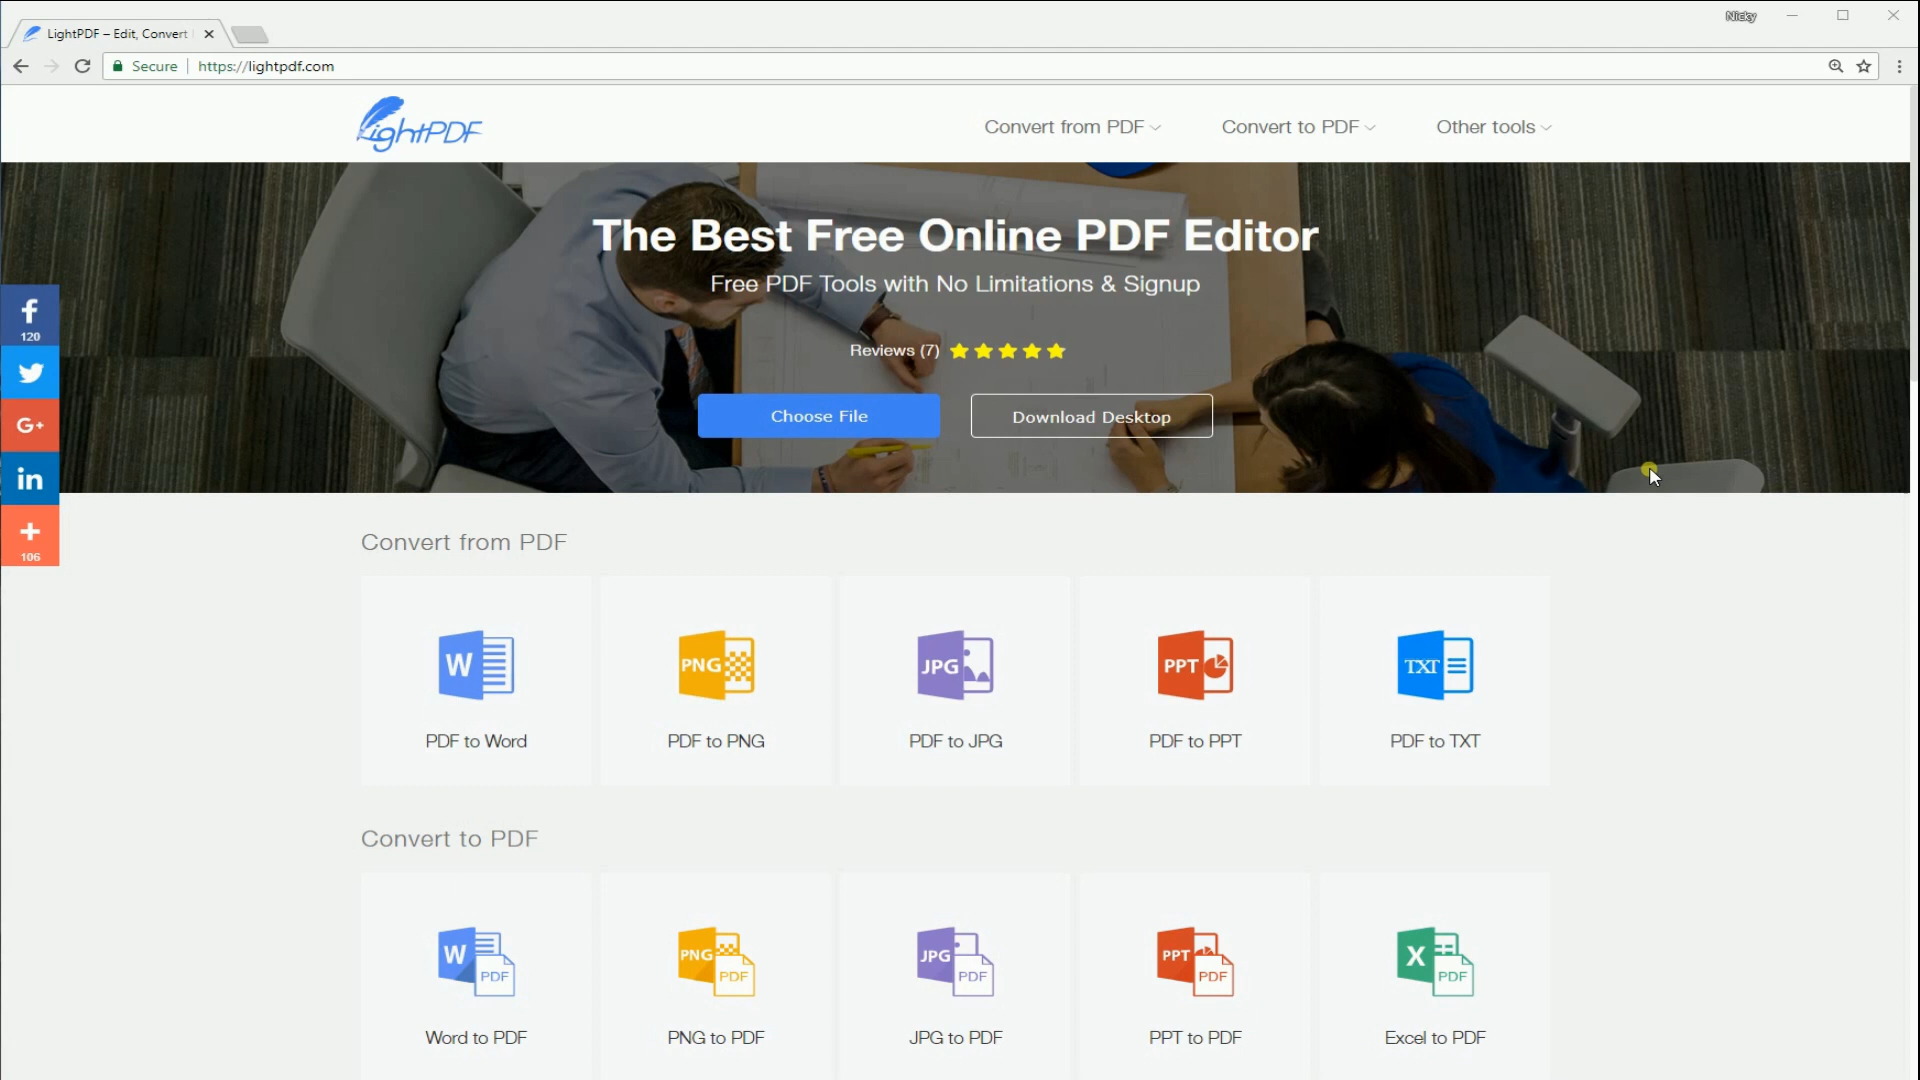 Nicky
LightPDF – Edit, Convert
Secure
https://lightpdf.com
LightPDF
Convert from PDF
Convert to PDF
Other tools
The Best Free Online PDF Editor
Free PDF Tools with No Limitations & Signup
Reviews (7)
Choose File
Download Desktop
f
120
G+
in
+
106
Convert from PDF
W
PNG
JPG
PPT
TXT
PDF to Word
PDF to PNG
PDF to JPG
PDF to PPT
PDF to TXT
Convert to PDF
W PDF
PNG PDF
JPG PDF
PPT PDF
X PDF
Word to PDF
PNG to PDF
JPG to PDF
PPT to PDF
Excel to PDF